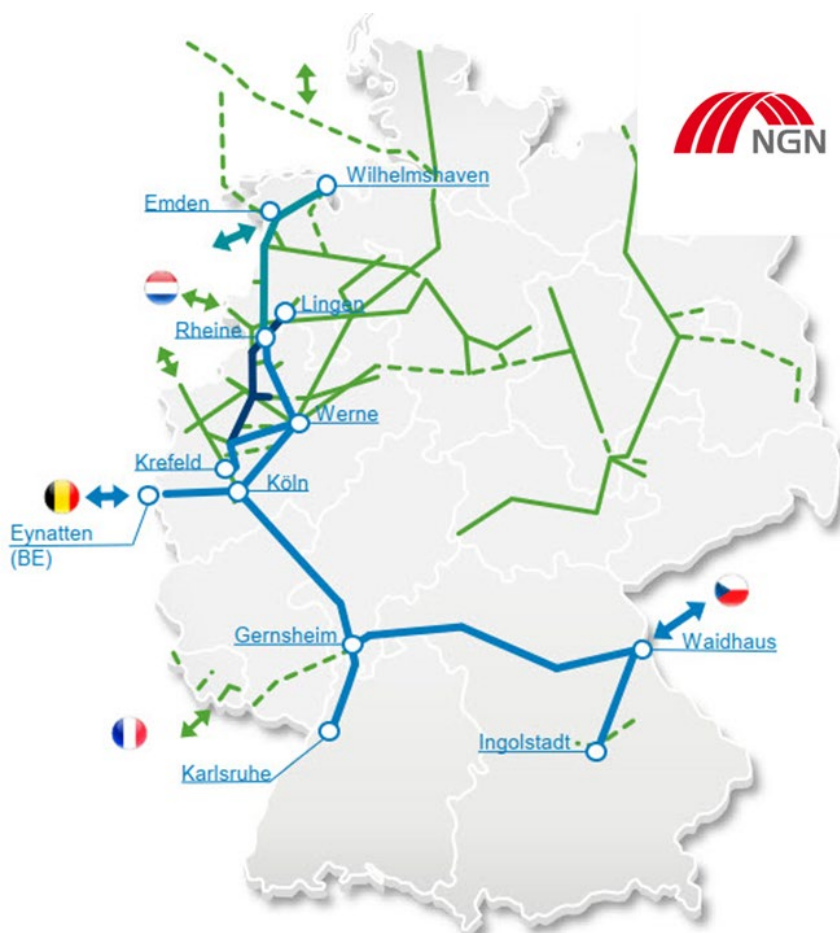 NGN
Wilhelmshaven
Emden
Lingen
Rheine
Werne
Krefeld
Köln
Eynatten
(BE)
Gernsheim
Waidhaus
Ingolstadt
Karlsruhe